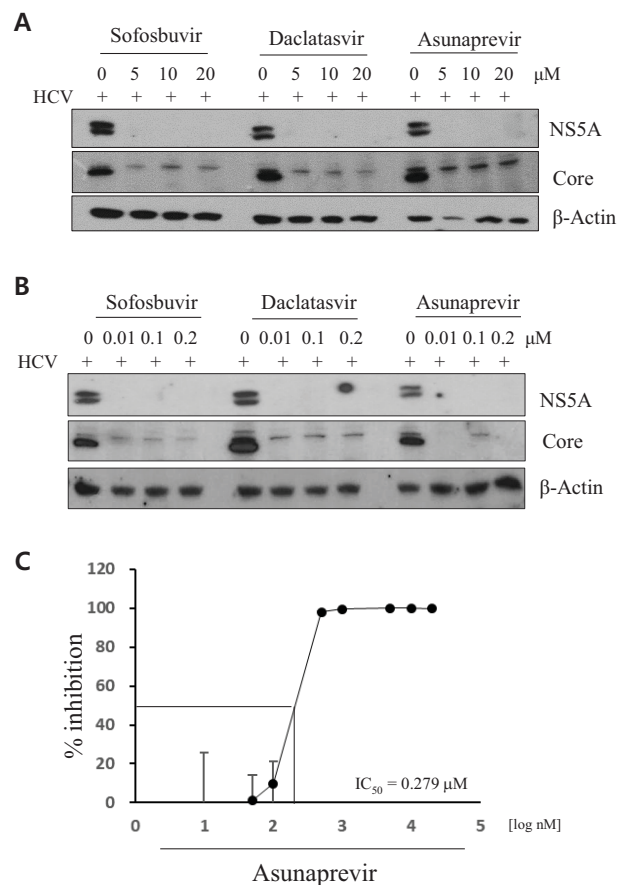 A
Sofosbuvir Daclatasvir Asunaprevir
0 5 10 20 0 5 10 20 0 5 10 20 μM
HCV + + + + + + + + + + + +
NS5A
Core
β-Actin
B
Sofosbuvir Daclatasvir Asunaprevir
0 0.01 0.1 0.2 0 0.01 0.1 0.2 0 0.01 0.1 0.2 μM
HCV + + + + + + + + + + + +
NS5A
Core
β-Actin
C
% inhibition
120
100
80
60
40
20
0
IC50 = 0.279 μM
0 1 2 3 4 5 [log nM]
Asunaprevir